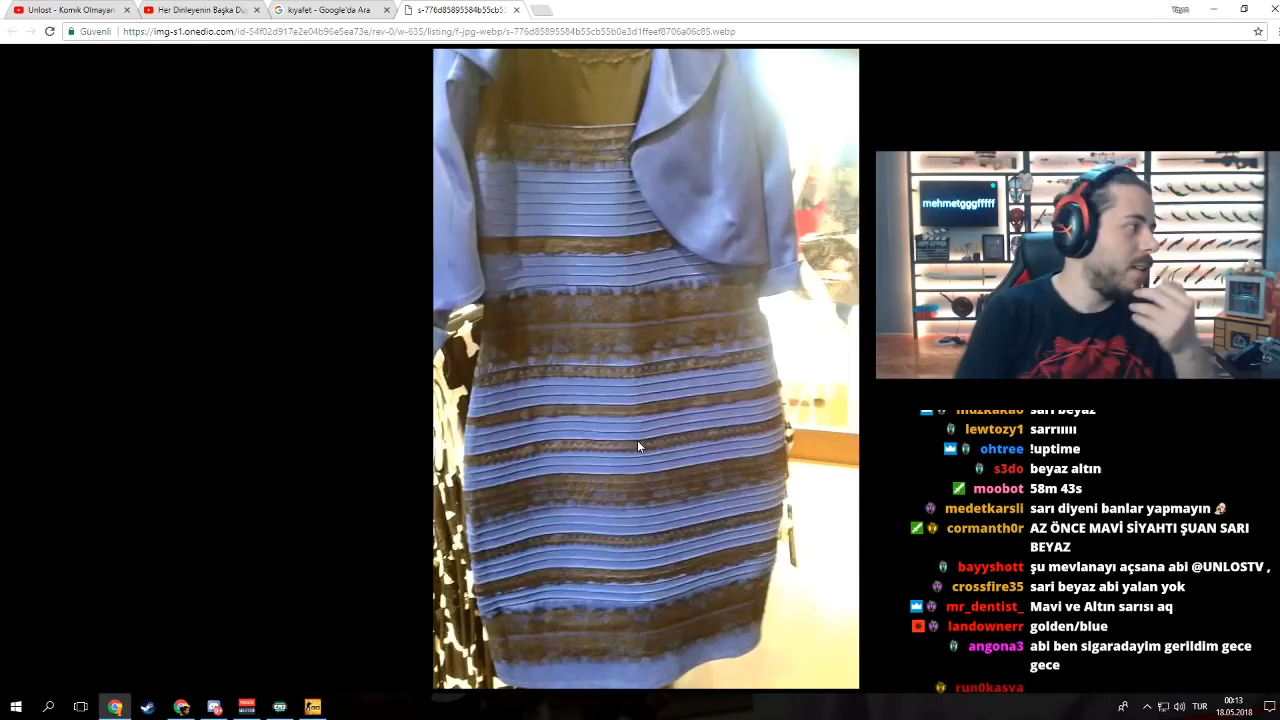 Unlost - Komik Olmayan
Her Dinleyenin Başka Du
kıyafet - Google'da Ara
s-776d85895584b55cb5
Yapın
Güvenli
https://img-s1.onedio.com/id-54f02d917e2e04b96e5ea73e/rev-0/w-635/listing/f-jpg-webp/s-776d85895584b55cb55b0e3d1ffeef8706a06c85.webp
mehmetgggfffff
muzkakao sarı beyaz
lewtozy1 sarrııııı
ohtree !uptime
s3do beyaz altın
moobot 58m 43s
medetkarsli sarı diyeni banlar yapmayın
cormanth0r AZ ÖNCE MAVİ SİYAHTI ŞUAN SARI
BEYAZ
bayyshott şu mevlanayı açsana abi @UNLOSTV ,
crossfire35 sari beyaz abi yalan yok
mr_dentist_ Mavi ve Altın sarısı aq
landownerr golden/blue
angona3 abi ben sigaradayim gerildim gece
gece
run0kasva
TUR
00:13
18.05.2018